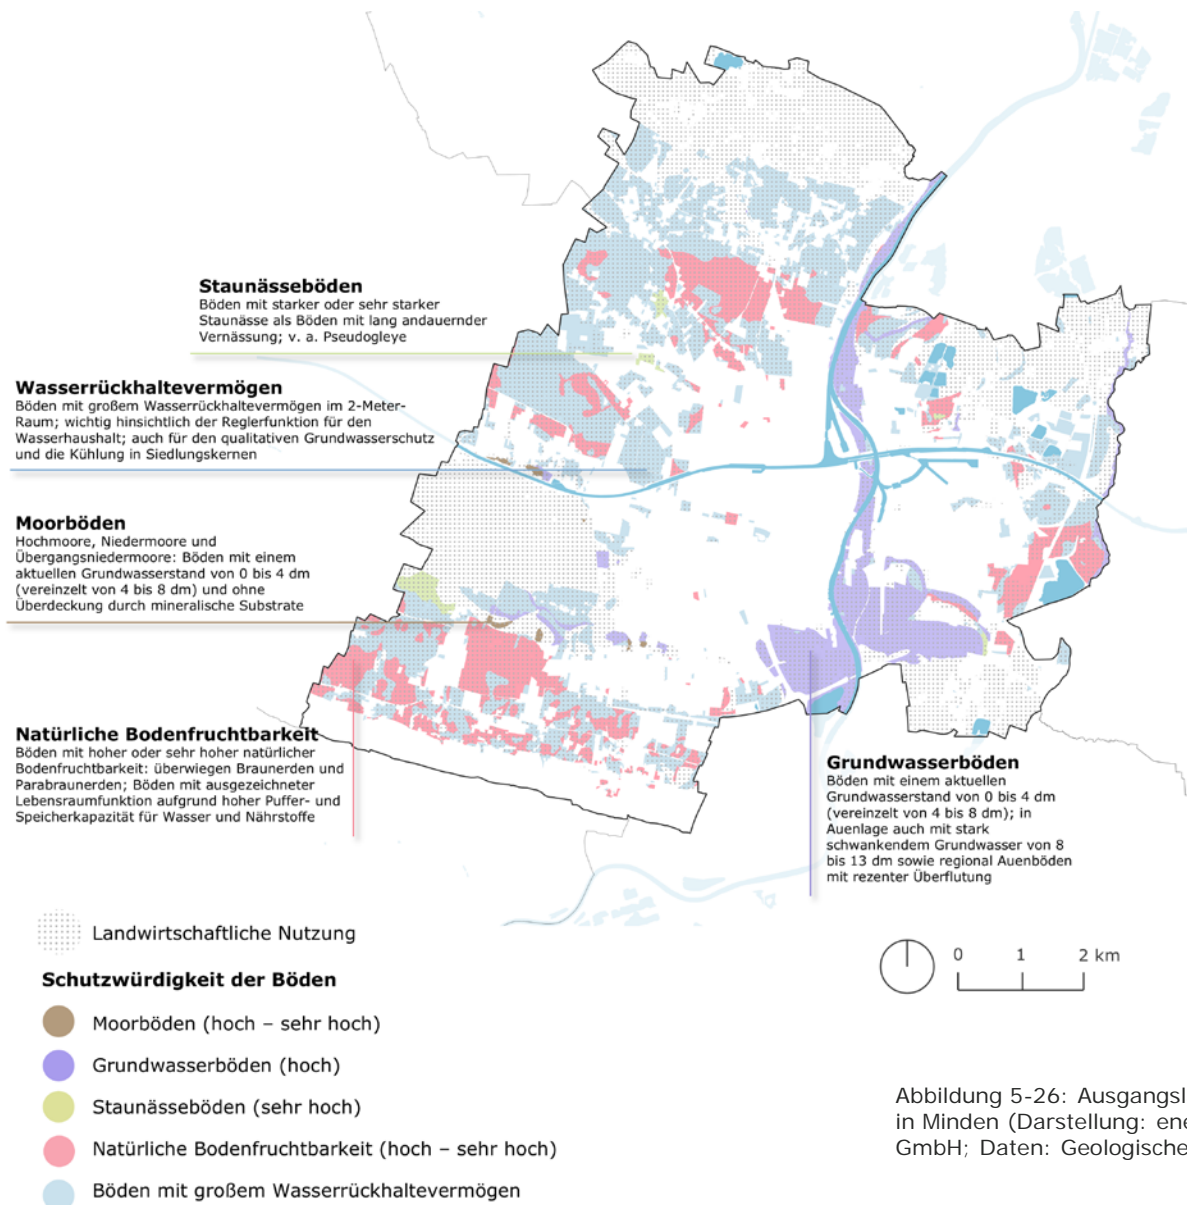 Staunässeböden
Böden mit starker oder sehr starker
Staunässe als Böden mit lang andauernder
Vernässung; v. a. Pseudogleye
Wasserrückhaltevermögen
Böden mit großem Wasserrückhaltevermögen im 2-Meter-
Raum; wichtig hinsichtlich der Reglerfunktion für den
Wasserhaushalt; auch für den qualitativen Grundwasserschutz
und die Kühlung in Siedlungskernen
Moorböden
Hochmoore, Niedermoore und
Übergangsniedermoore: Böden mit einem
aktuellen Grundwasserstand von 0 bis 4 dm
(vereinzelt von 4 bis 8 dm) und ohne
Überdeckung durch mineralische Substrate
Natürliche Bodenfruchtbarkeit
Böden mit hoher oder sehr hoher natürlicher
Bodenfruchtbarkeit: überwiegen Braunerden und
Parabraunerden; Böden mit ausgezeichneter
Lebensraumfunktion aufgrund hoher Puffer- und
Speicherkapazität für Wasser und Nährstoffe
Grundwasserböden
Böden mit einem aktuellen
Grundwasserstand von 0 bis 4 dm
(vereinzelt von 4 bis 8 dm); in
Auenlage auch mit stark
schwankendem Grundwasser von 8
bis 13 dm sowie regional Auenböden
mit rezenter Überflutung
Landwirtschaftliche Nutzung
Schutzwürdigkeit der Böden
Moorböden (hoch – sehr hoch)
Grundwasserböden (hoch)
Staunässeböden (sehr hoch)
Natürliche Bodenfruchtbarkeit (hoch – sehr hoch)
Böden mit großem Wasserrückhaltevermögen
0 1 2 km
Abbildung 5-26: Ausgangsl
in Minden (Darstellung: ene
GmbH; Daten: Geologische